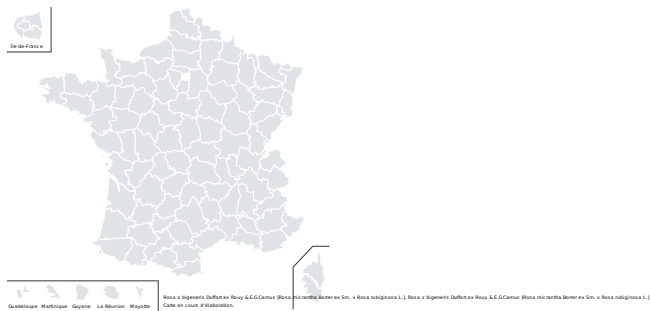 Île-de-France
Guadeloupe Martinique Guyane La Réunion Mayotte
Rosa x bigeneris Duffort ex Rouy & E.G.Camus [Rosa micrantha Borrer ex Sm. x Rosa rubiginosa L.], Rosa x bigeneris Duffort ex Rouy & E.G.Camus [Rosa micrantha Borrer ex Sm. x Rosa rubiginosa L.]
Carte en cours d'élaboration.